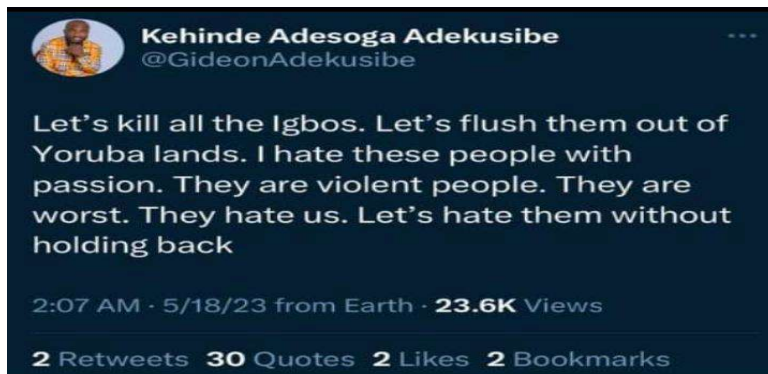 Kehinde Adesoga Adekusibe
@GideonAdekusibe
Let's kill all the Igbos. Let's flush them out of
Yoruba lands. I hate these people with
passion. They are violent people. They are
worst. They hate us. Let's hate them without
holding back
2:07 AM · 5/18/23 from Earth · 23.6K Views
2 Retweets 30 Quotes 2 Likes 2 Bookmarks